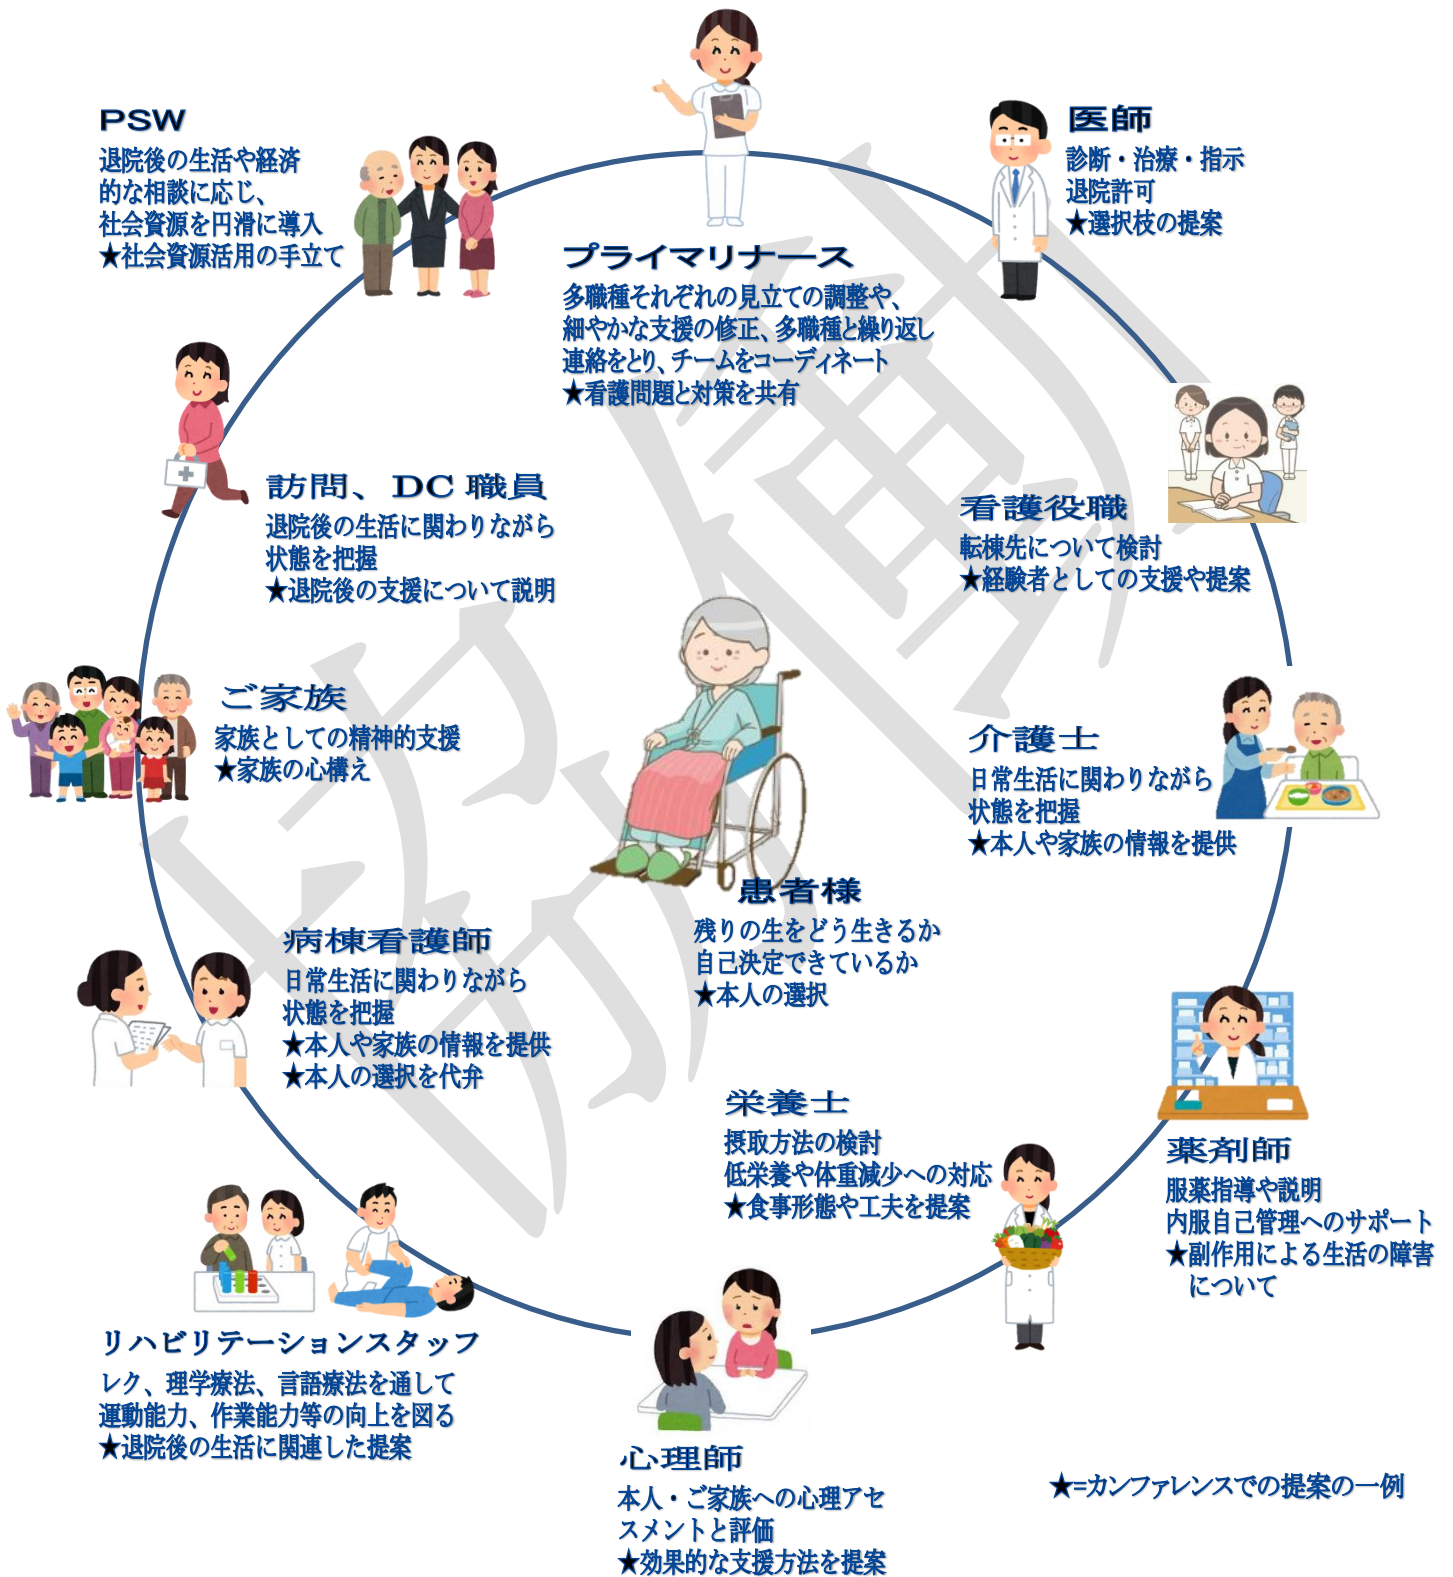 PSW
退院後の生活や経済
的な相談に応じ、
社会資源を円滑に導入
★社会資源活用の手立て
プライマリナース
多職種それぞれの見立ての調整や、
細やかな支援の修正、多職種と繰り返し
連絡をとり、チームをコーディネート
★看護問題と対策を共有
医師
診断・治療・指示
退院許可
★選択枝の提案
訪問、DC職員
退院後の生活に関わりながら
状態を把握
★退院後の支援について説明
看護役職
転棟先について検討
★経験者としての支援や提案
ご家族
家族としての精神的支援
★家族の心構え
介護士
日常生活に関わりながら
状態を把握
★本人や家族の情報を提供
患者様
残りの生をどう生きるか
自己決定できているか
★本人の選択
病棟看護師
日常生活に関わりながら
状態を把握
★本人や家族の情報を提供
★本人の選択を代弁
栄養士
摂取方法の検討
低栄養や体重減少への対応
★食事形態や工夫を提案
薬剤師
服薬指導や説明
内服自己管理へのサポート
★副作用による生活の障害
について
リハビリテーションスタッフ
レク、理学療法、言語療法を通して
運動能力、作業能力等の向上を図る
★退院後の生活に関連した提案
心理師
本人・ご家族への心理アセ
スメントと評価
★効果的な支援方法を提案
★=カンファレンスでの提案の一例
協働